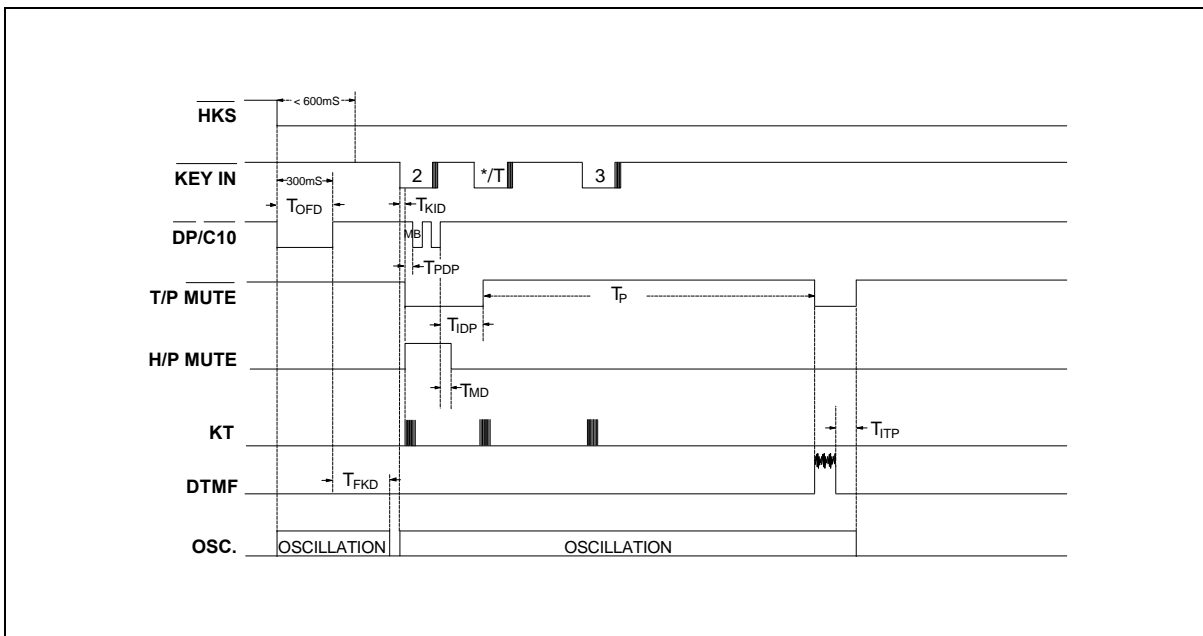 < 600mS
HKS
KEY IN
2
*/T
3
300mS
TOFD
TKID
DP/C10
MB
TPDP
T/P MUTE
TP
TIDP
H/P MUTE
TMD
KT
TITP
DTMF
TFKD
OSC.
OSCILLATION
OSCILLATION